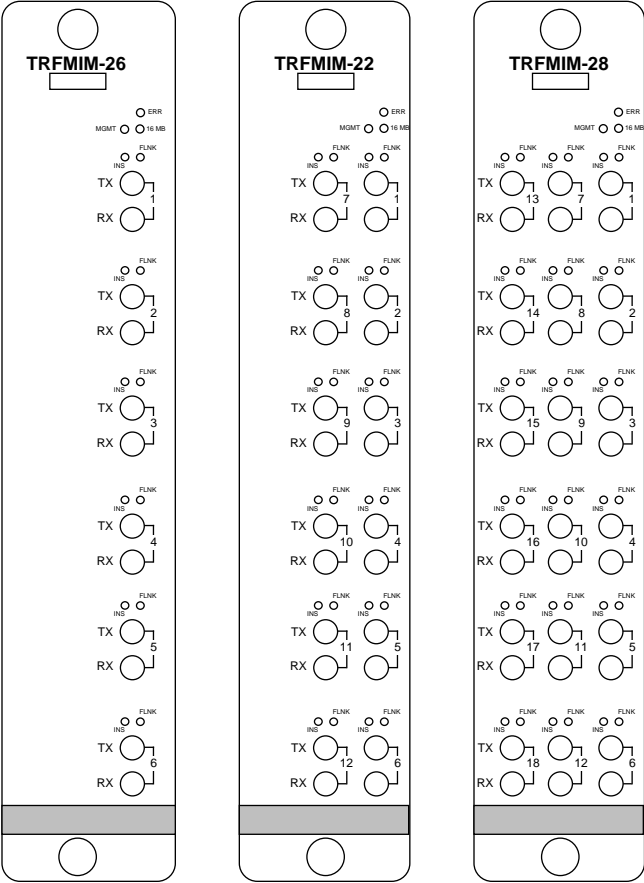 TRFMIM-26
ERR
MGMT 16 MB
FLNK
INS
TX
1
RX
FLNK
INS
TX
2
RX
FLNK
INS
TX
3
RX
FLNK
INS
TX
4
RX
FLNK
INS
TX
5
RX
FLNK
INS
TX
6
RX
TRFMIM-22
ERR
MGMT 16 MB
FLNK FLNK
INS INS
TX
7 1
RX
FLNK FLNK
INS INS
TX
8 2
RX
FLNK FLNK
INS INS
TX
9 3
RX
FLNK FLNK
INS INS
TX
10 4
RX
FLNK FLNK
INS INS
TX
11 5
RX
FLNK FLNK
INS INS
TX
12 6
RX
TRFMIM-28
ERR
MGMT 16 MB
FLNK FLNK FLNK
INS INS INS
TX
13 7 1
RX
FLNK FLNK FLNK
INS INS INS
TX
14 8 2
RX
FLNK FLNK FLNK
INS INS INS
TX
15 9 3
RX
FLNK FLNK FLNK
INS INS INS
TX
16 10 4
RX
FLNK FLNK FLNK
INS INS INS
TX
17 11 5
RX
FLNK FLNK FLNK
INS INS INS
TX
18 12 6
RX